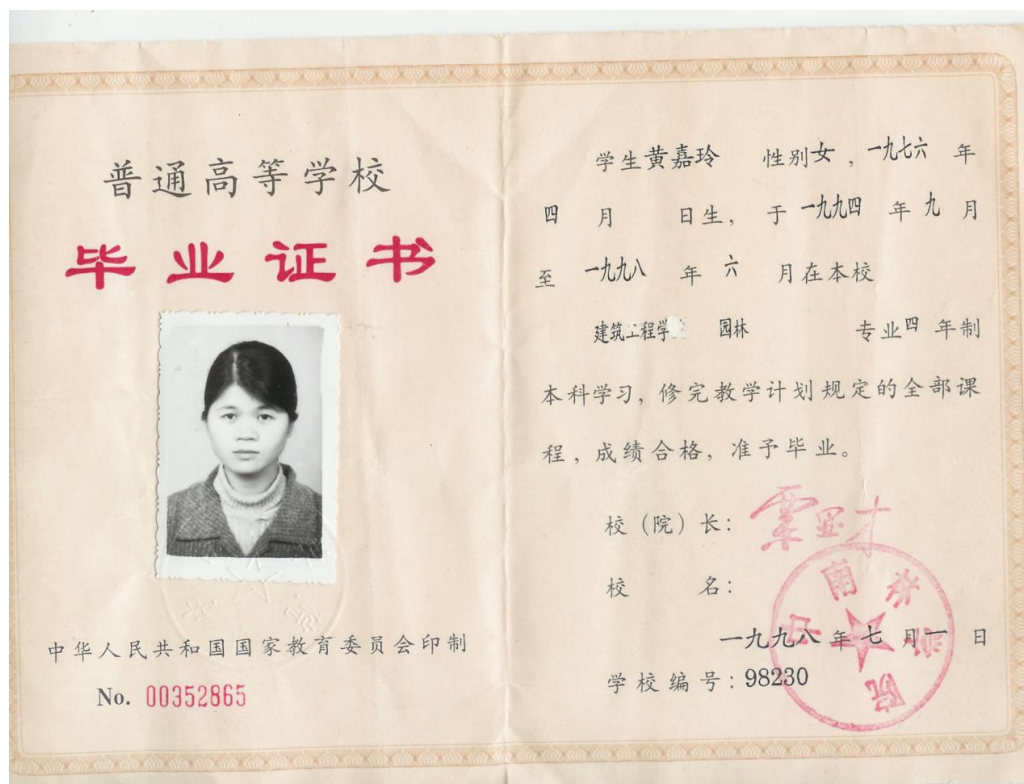 普通高等学校
毕业证书
中华人民共和国国家教育委员会印制
No. 00352865
学生黄嘉玲 性别女，一九七六 年
四 月 日生，于 一九九四 年 九 月
至 一九九八 年 六 月在本校
建筑工程学 园林 专业四 年制
本科学习，修完教学计划规定的全部课
程，成绩合格，准予毕业。
校（院）长：
校 名：
中南林学院
一九九八 年 七 月 一 日
学校编号：98230